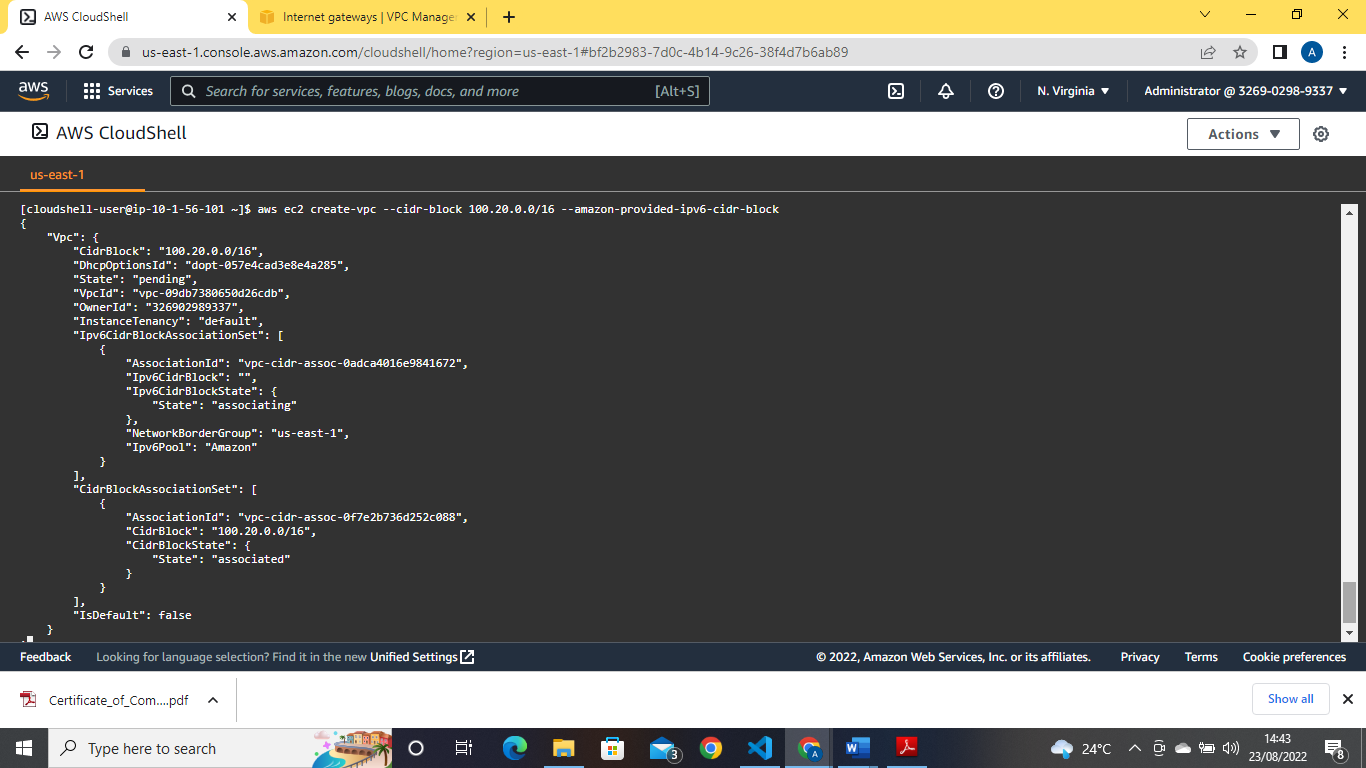 AWS CloudShell
Internet gateways | VPC Manage
us-east-1.console.aws.amazon.com/cloudshell/home?region=us-east-1#bf2b2983-7d0c-4b14-9c26-38f4d7b6ab89
A
aws
Services
Search for services, features, blogs, docs, and more
[Alt+S]
N. Virginia
Administrator @ 3269-0298-9337
AWS CloudShell
Actions
us-east-1
[cloudshell-user@ip-10-1-56-101 ~]$ aws ec2 create-vpc --cidr-block 100.20.0.0/16 --amazon-provided-ipv6-cidr-block
{
    "Vpc": {
        "CidrBlock": "100.20.0.0/16",
        "DhcpOptionsId": "dopt-057e4cad3e8e4a285",
        "State": "pending",
        "VpcId": "vpc-09db7380650d26cdb",
        "OwnerId": "326902989337",
        "InstanceTenancy": "default",
        "Ipv6CidrBlockAssociationSet": [
            {
                "AssociationId": "vpc-cidr-assoc-0adca4016e9841672",
                "Ipv6CidrBlock": "",
                "Ipv6CidrBlockState": {
                    "State": "associating"
                },
                "NetworkBorderGroup": "us-east-1",
                "Ipv6Pool": "Amazon"
            }
        ],
        "CidrBlockAssociationSet": [
            {
                "AssociationId": "vpc-cidr-assoc-0f7e2b736d252c088",
                "CidrBlock": "100.20.0.0/16",
                "CidrBlockState": {
                    "State": "associated"
                }
            }
        ],
        "IsDefault": false
    }
Feedback
Looking for language selection? Find it in the new Unified Settings
© 2022, Amazon Web Services, Inc. or its affiliates.
Privacy
Terms
Cookie preferences
Certificate_of_Com....pdf
Show all
Type here to search
3
A
24°C
14:43
23/08/2022
8